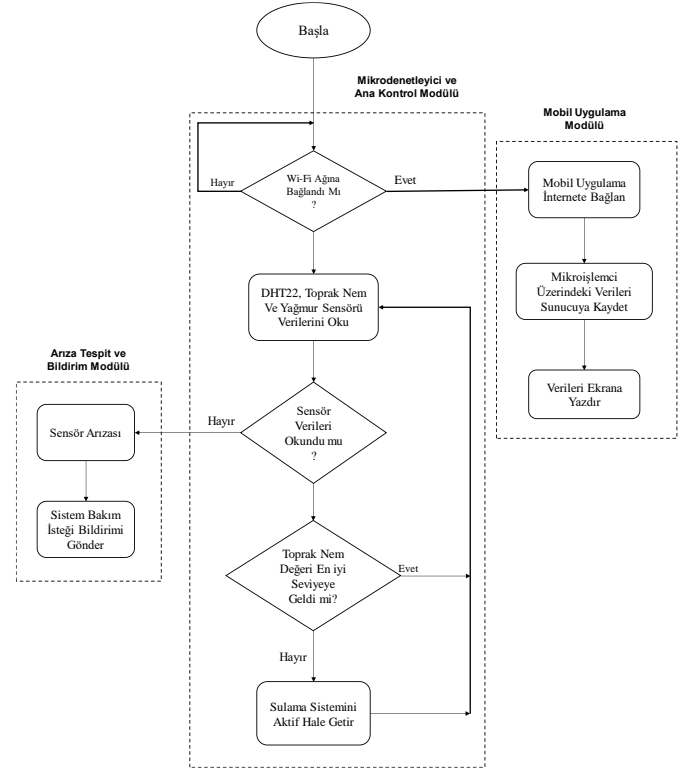 Başla
Mikrodenetleyici ve
Ana Kontrol Modülü
Mobil Uygulama
Modülü
Wi-Fi Ağına
Bağlandı Mı
?
Hayır
Evet
Mobil Uygulama
İnternete Bağlan
DHT22, Toprak Nem
Ve Yağmur Sensörü
Verilerini Oku
Mikroişlemci
Üzerindeki Verileri
Sunucuya Kaydet
Arıza Tespit ve
Bildirim Modülü
Verileri Ekrana
Yazdır
Sensör
Verileri
Okundu mu
?
Hayır
Sensör Arızası
Sistem Bakım
İsteği Bildirimi
Gönder
Toprak Nem
Değeri En iyi
Seviyeye
Geldi mi?
Evet
Hayır
Sulama Sistemini
Aktif Hale Getir